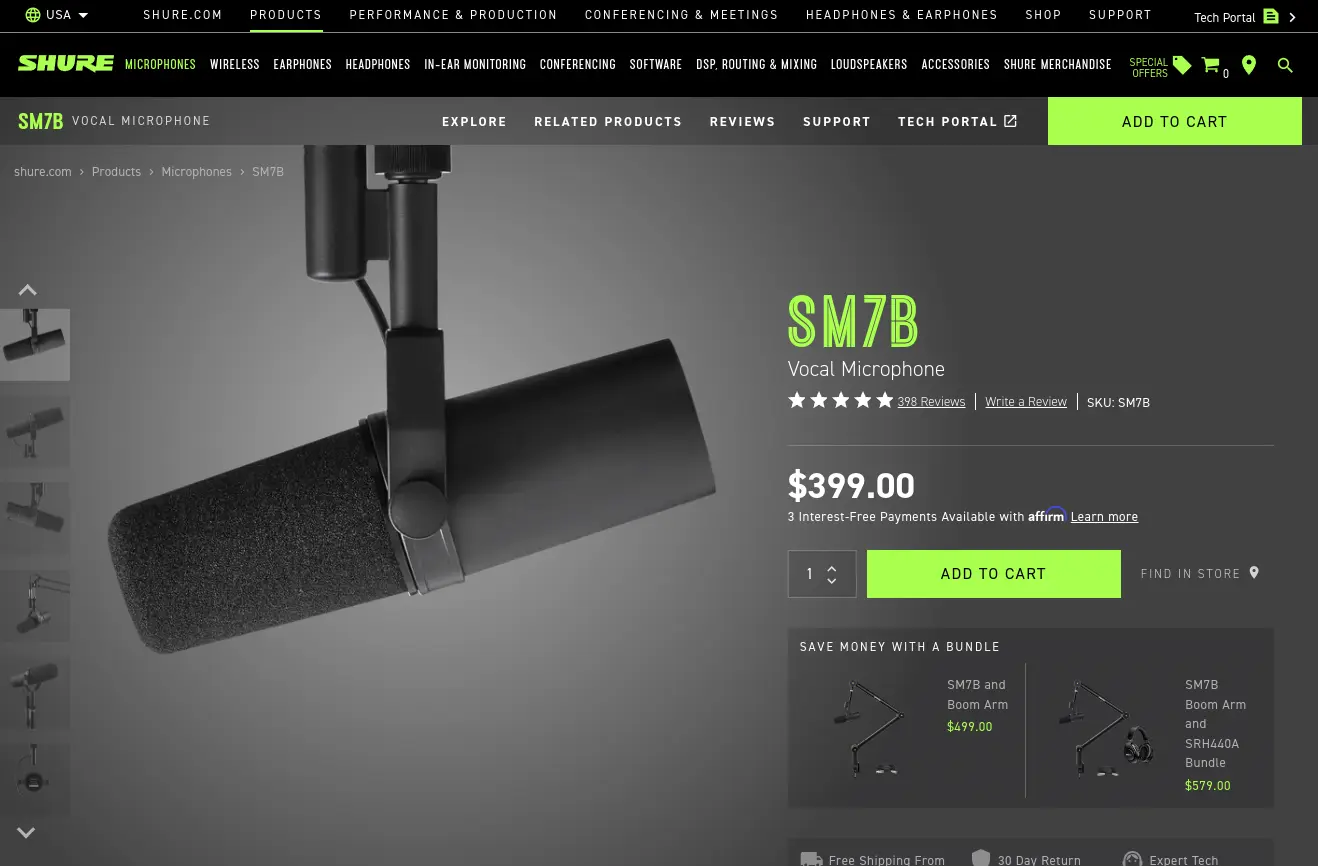 USA
SHURE.COM
PRODUCTS
PERFORMANCE & PRODUCTION
CONFERENCING & MEETINGS
HEADPHONES & EARPHONES
SHOP
SUPPORT
Tech Portal
SHURE
MICROPHONES
WIRELESS
EARPHONES
HEADPHONES
IN-EAR MONITORING
CONFERENCING
SOFTWARE
DSP, ROUTING & MIXING
LOUDSPEAKERS
ACCESSORIES
SHURE MERCHANDISE
SPECIAL
OFFERS
0
SM7B VOCAL MICROPHONE
EXPLORE
RELATED PRODUCTS
REVIEWS
SUPPORT
TECH PORTAL
ADD TO CART
shure.com › Products › Microphones › SM7B
SM7B
Vocal Microphone
398 Reviews
Write a Review
SKU: SM7B
$399.00
3 Interest-Free Payments Available with affirm Learn more
1
ADD TO CART
FIND IN STORE
SAVE MONEY WITH A BUNDLE
SM7B and
Boom Arm
$499.00
SM7B
Boom Arm
and
SRH440A
Bundle
$579.00
Free Shipping From
30 Day Return
Expert Tech